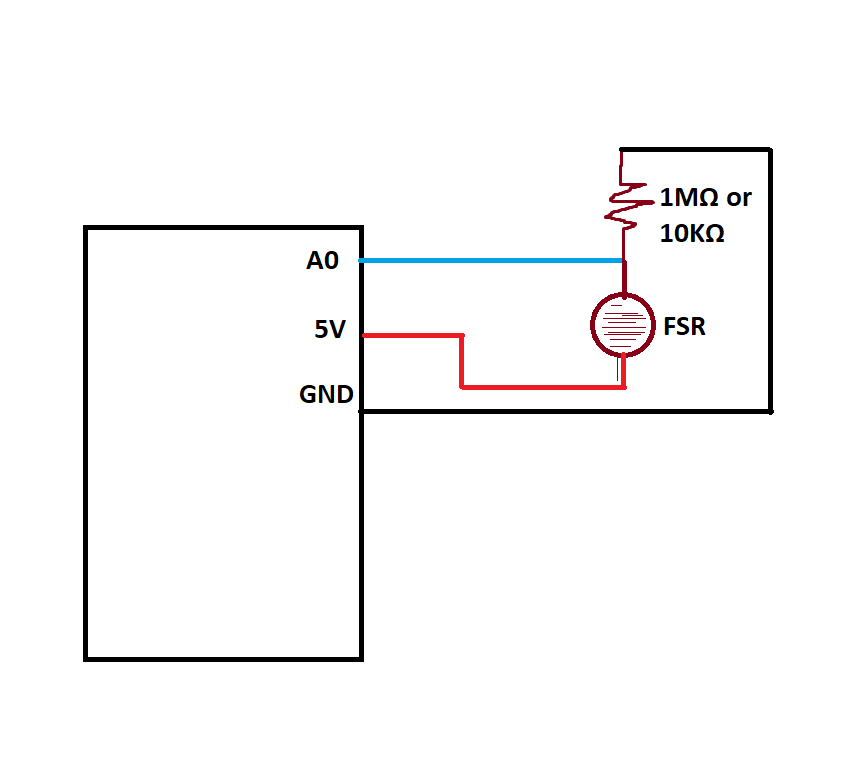 1MΩ or
10KΩ
A0
5V
FSR
GND